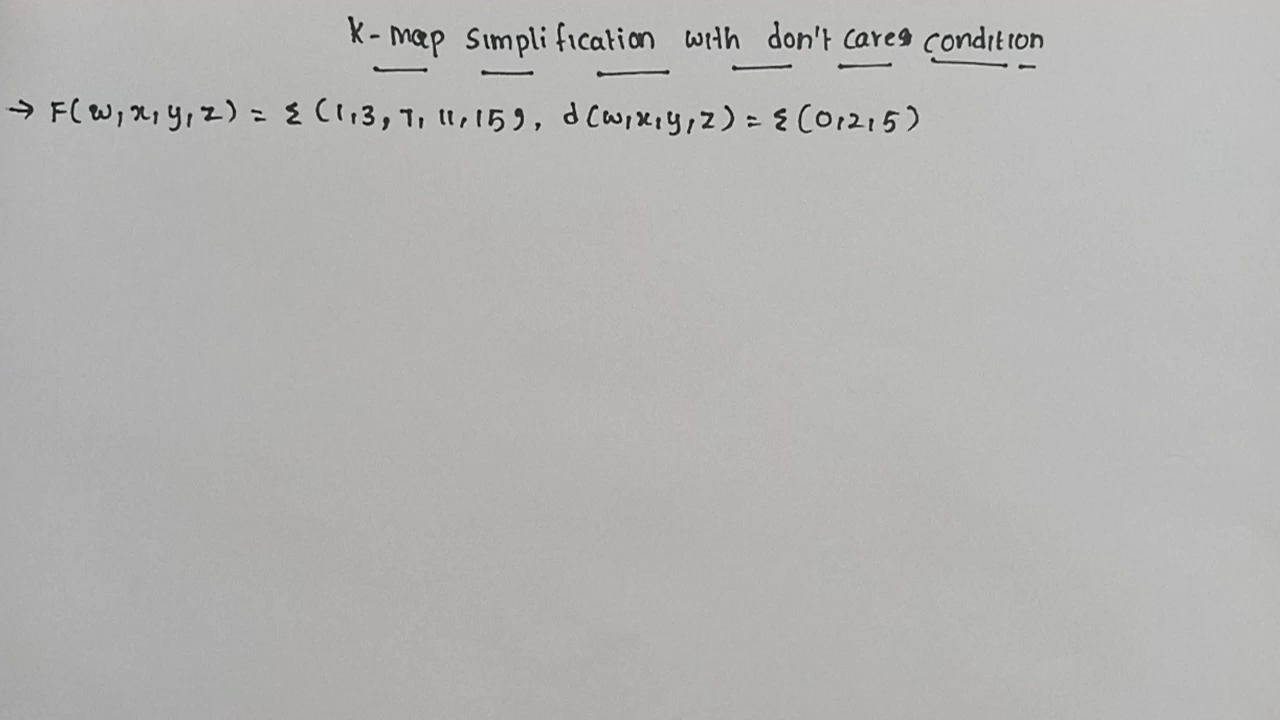 K-map simplification with don't cares condition
→ F(w,x,y,z) = Σ (1,3,7,11,15), d(w,x,y,z) = Σ (0,2,5)